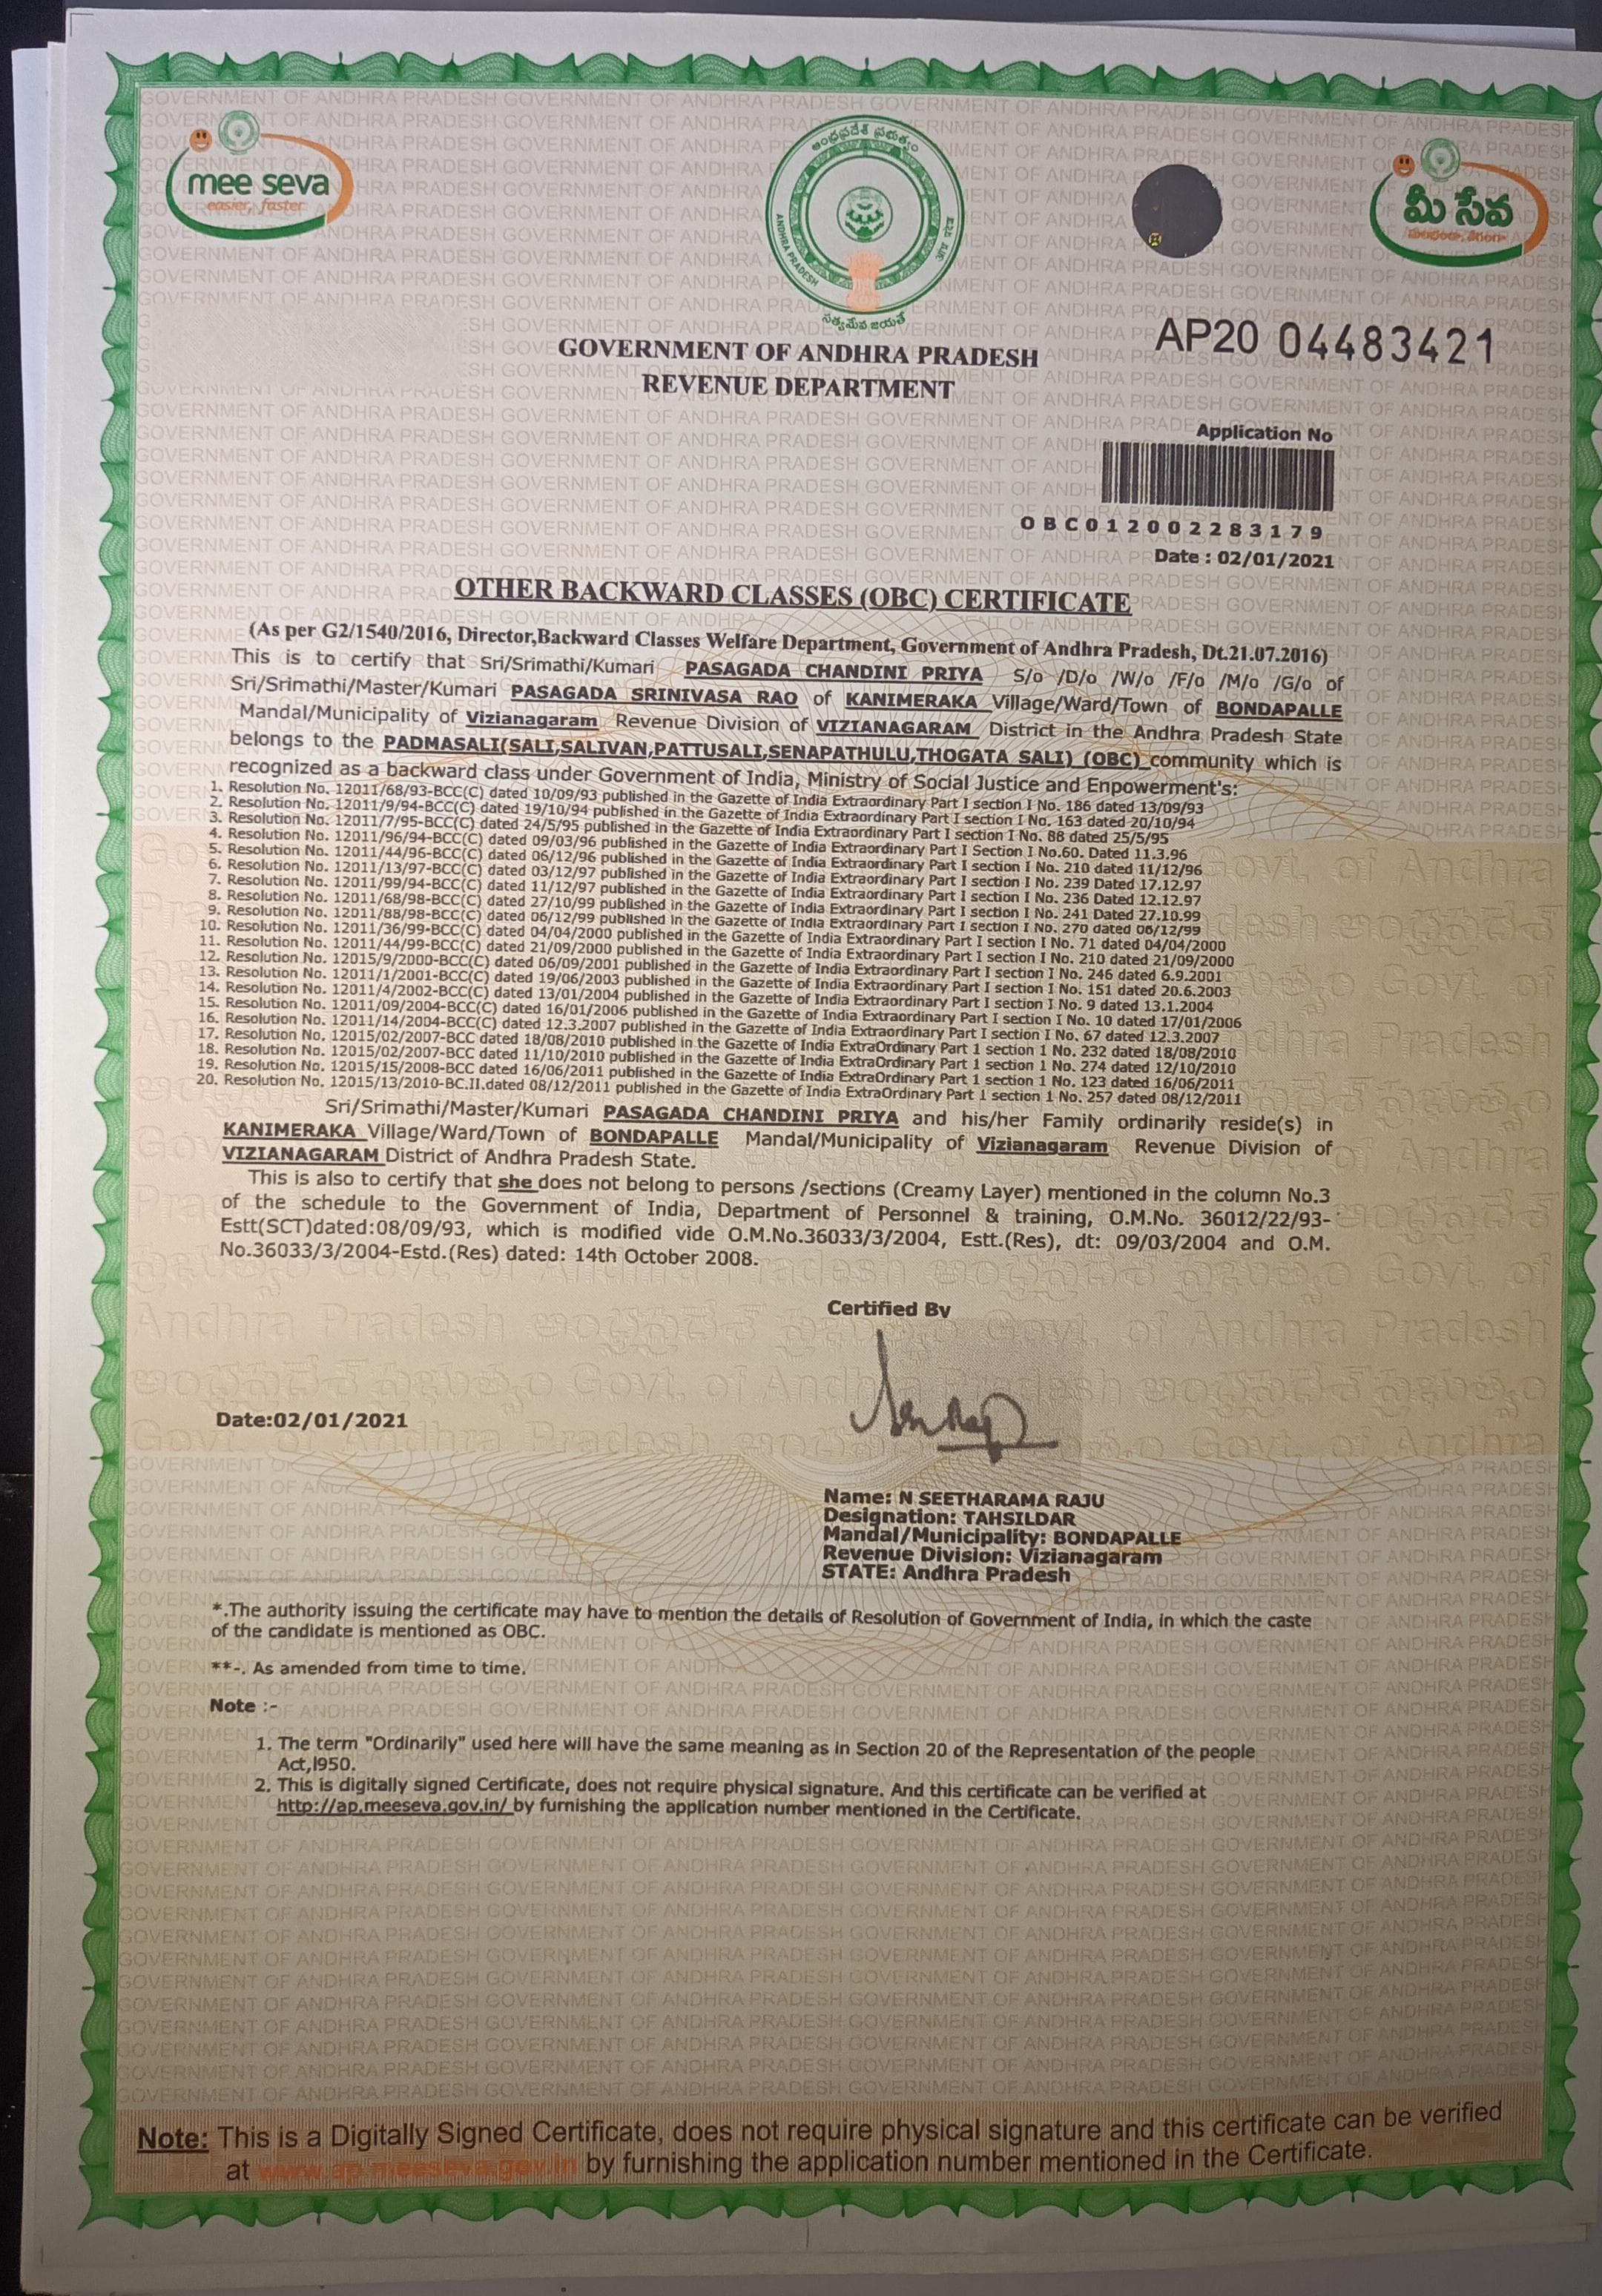 mee seva
easier, faster
ఆంధ్రప్రదేశ్ ప్రభుత్వం
ANDHRA PRADESH
సత్యమేవ జయతే
మీ సేవ
AP20 04483421
GOVERNMENT OF ANDHRA PRADESH
REVENUE DEPARTMENT
Application No
OBC012002283179
Date : 02/01/2021
OTHER BACKWARD CLASSES (OBC) CERTIFICATE
(As per G2/1540/2016, Director,Backward Classes Welfare Department, Government of Andhra Pradesh, Dt.21.07.2016)
This is to certify that Sri/Srimathi/Kumari PASAGADA CHANDINI PRIYA S/o /D/o /W/o /F/o /M/o /G/o of
Sri/Srimathi/Master/Kumari PASAGADA SRINIVASA RAO of KANIMERAKA Village/Ward/Town of BONDAPALLE
Mandal/Municipality of Vizianagaram Revenue Division of VIZIANAGARAM District in the Andhra Pradesh State
belongs to the PADMASALI(SALI,SALIVAN,PATTUSALI,SENAPATHULU,THOGATA SALI) (OBC) community which is
recognized as a backward class under Government of India, Ministry of Social Justice and Enpowerment's:
1. Resolution No. 12011/68/93-BCC(C) dated 10/09/93 published in the Gazette of India Extraordinary Part I section I No. 186 dated 13/09/93
2. Resolution No. 12011/9/94-BCC(C) dated 19/10/94 published in the Gazette of India Extraordinary Part I section I No. 163 dated 20/10/94
3. Resolution No. 12011/7/95-BCC(C) dated 24/5/95 published in the Gazette of India Extraordinary Part I section I No. 88 dated 25/5/95
4. Resolution No. 12011/96/94-BCC(C) dated 09/03/96 published in the Gazette of India Extraordinary Part I Section I No.60. Dated 11.3.96
5. Resolution No. 12011/44/96-BCC(C) dated 06/12/96 published in the Gazette of India Extraordinary Part I section I No. 210 dated 11/12/96
6. Resolution No. 12011/13/97-BCC(C) dated 03/12/97 published in the Gazette of India Extraordinary Part I section I No. 239 Dated 17.12.97
7. Resolution No. 12011/99/94-BCC(C) dated 11/12/97 published in the Gazette of India Extraordinary Part I section I No. 236 Dated 12.12.97
8. Resolution No. 12011/68/98-BCC(C) dated 27/10/99 published in the Gazette of India Extraordinary Part I section I No. 241 Dated 27.10.99
9. Resolution No. 12011/88/98-BCC(C) dated 06/12/99 published in the Gazette of India Extraordinary Part I section I No. 270 dated 06/12/99
10. Resolution No. 12011/36/99-BCC(C) dated 04/04/2000 published in the Gazette of India Extraordinary Part I section I No. 71 dated 04/04/2000
11. Resolution No. 12011/44/99-BCC(C) dated 21/09/2000 published in the Gazette of India Extraordinary Part I section I No. 210 dated 21/09/2000
12. Resolution No. 12015/9/2000-BCC(C) dated 06/09/2001 published in the Gazette of India Extraordinary Part I section I No. 246 dated 6.9.2001
13. Resolution No. 12011/1/2001-BCC(C) dated 19/06/2003 published in the Gazette of India Extraordinary Part I section I No. 151 dated 20.6.2003
14. Resolution No. 12011/4/2002-BCC(C) dated 13/01/2004 published in the Gazette of India Extraordinary Part I section I No. 9 dated 13.1.2004
15. Resolution No. 12011/09/2004-BCC(C) dated 16/01/2006 published in the Gazette of India Extraordinary Part I section I No. 10 dated 17/01/2006
16. Resolution No. 12011/14/2004-BCC(C) dated 12.3.2007 published in the Gazette of India Extraordinary Part I section I No. 67 dated 12.3.2007
17. Resolution No. 12015/02/2007-BCC dated 18/08/2010 published in the Gazette of India ExtraOrdinary Part 1 section 1 No. 232 dated 18/08/2010
18. Resolution No. 12015/02/2007-BCC dated 11/10/2010 published in the Gazette of India ExtraOrdinary Part 1 section 1 No. 274 dated 12/10/2010
19. Resolution No. 12015/15/2008-BCC dated 16/06/2011 published in the Gazette of India ExtraOrdinary Part 1 section 1 No. 123 dated 16/06/2011
20. Resolution No. 12015/13/2010-BC.II.dated 08/12/2011 published in the Gazette of India ExtraOrdinary Part 1 section 1 No. 257 dated 08/12/2011
Sri/Srimathi/Master/Kumari PASAGADA CHANDINI PRIYA and his/her Family ordinarily reside(s) in
KANIMERAKA Village/Ward/Town of BONDAPALLE Mandal/Municipality of Vizianagaram Revenue Division of
VIZIANAGARAM District of Andhra Pradesh State.
This is also to certify that she does not belong to persons /sections (Creamy Layer) mentioned in the column No.3
of the schedule to the Government of India, Department of Personnel & training, O.M.No. 36012/22/93-
Estt(SCT)dated:08/09/93, which is modified vide O.M.No.36033/3/2004, Estt.(Res), dt: 09/03/2004 and O.M.
No.36033/3/2004-Estd.(Res) dated: 14th October 2008.
Certified By
Date:02/01/2021
Name: N SEETHARAMA RAJU
Designation: TAHSILDAR
Mandal/Municipality: BONDAPALLE
Revenue Division: Vizianagaram
STATE: Andhra Pradesh
*.The authority issuing the certificate may have to mention the details of Resolution of Government of India, in which the caste
of the candidate is mentioned as OBC.
**-. As amended from time to time.
Note :-
1. The term "Ordinarily" used here will have the same meaning as in Section 20 of the Representation of the people
Act,l950.
2. This is digitally signed Certificate, does not require physical signature. And this certificate can be verified at
http://ap.meeseva.gov.in/ by furnishing the application number mentioned in the Certificate.
Note: This is a Digitally Signed Certificate, does not require physical signature and this certificate can be verified
at www.ap.meeseva.gov.in by furnishing the application number mentioned in the Certificate.